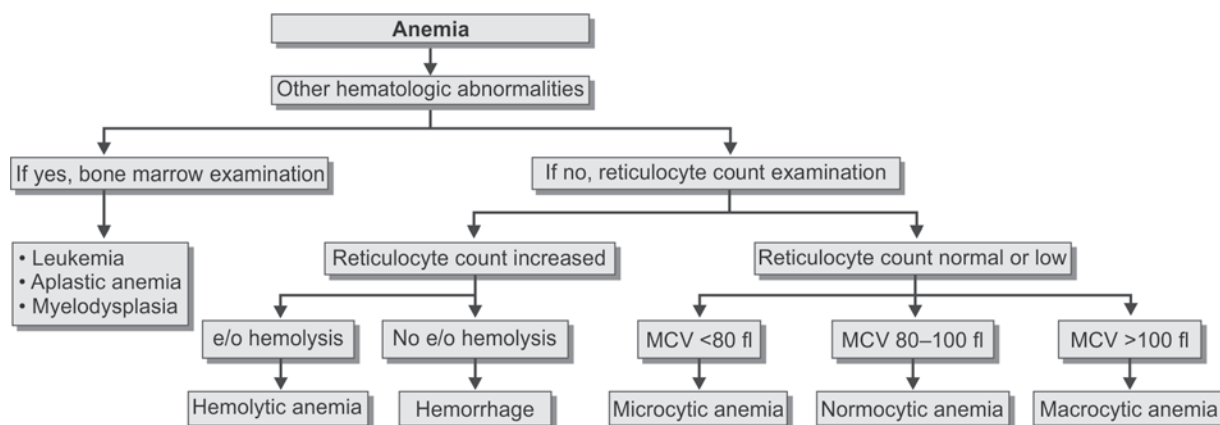 Anemia
Other hematologic abnormalities
If yes, bone marrow examination
If no, reticulocyte count examination
• Leukemia
• Aplastic anemia
• Myelodysplasia
Reticulocyte count increased
Reticulocyte count normal or low
e/o hemolysis
No e/o hemolysis
MCV <80 fl
MCV 80–100 fl
MCV >100 fl
Hemolytic anemia
Hemorrhage
Microcytic anemia
Normocytic anemia
Macrocytic anemia